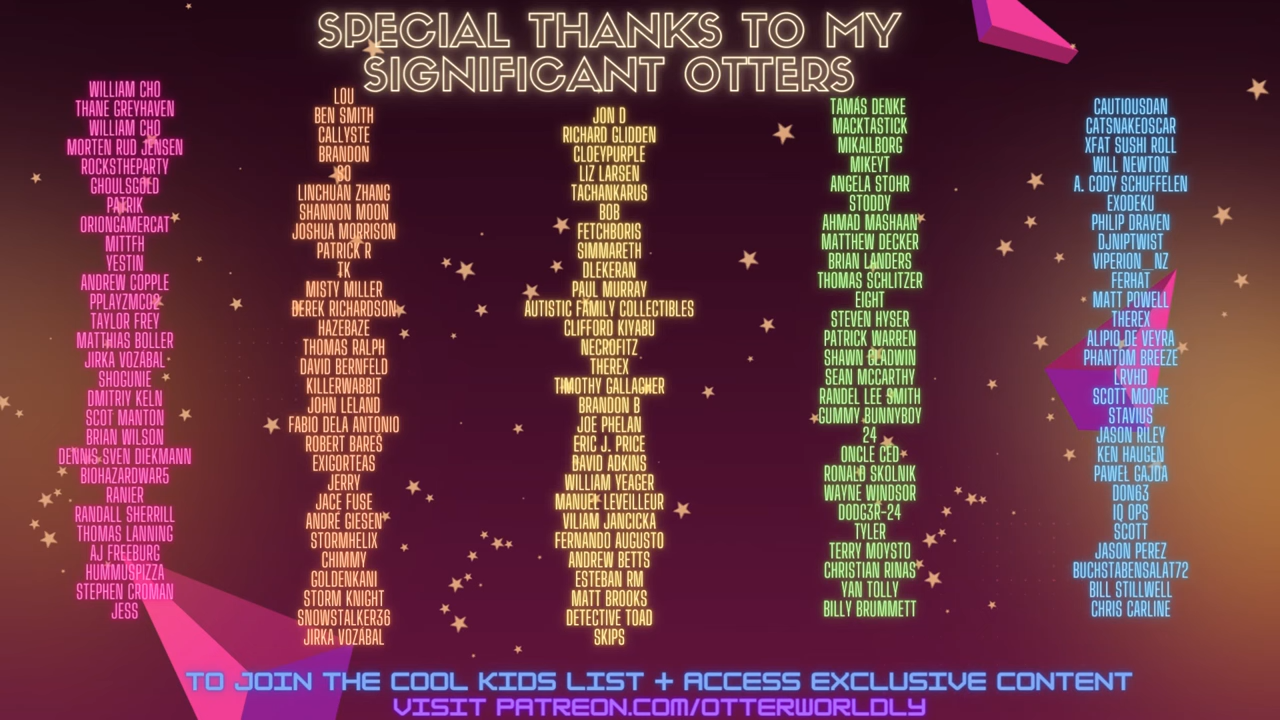 SPECIAL THANKS TO MY
SIGNIFICANT OTTERS
WILLIAM CHO
THANE GREYHAVEN
WILLIAM CHO
MORTEN RUD JENSEN
ROCKSTHEPARTY
GHOULSGOLD
PATRIK
ORIONGAMERCAT
MITTFH
YESTIN
ANDREW COPPLE
PPLAYZMC02
TAYLOR FREY
MATTHIAS BOLLER
JIRKA VOZÁBAL
SHOGUNIE
DMITRIY KELN
SCOT MANTON
BRIAN WILSON
DENNIS SVEN DIEKMANN
BIOHAZARDWAR5
RANIER
RANDALL SHERRILL
THOMAS LANNING
AJ FREEBURG
HUMMUSPIZZA
STEPHEN CROMAN
JESS
LOU
BEN SMITH
CALLYSTE
BRANDON
BO
LINCHUAN ZHANG
SHANNON MOON
JOSHUA MORRISON
PATRICK R
TK
MISTY MILLER
DEREK RICHARDSON
HAZEBAZE
THOMAS RALPH
DAVID BERNFELD
KILLERWABBIT
JOHN LELAND
FABIO DELA ANTONIO
ROBERT BAREŠ
EXIGORTEAS
JERRY
JACE FUSE
ANDRÉ GIESEN
STORMHELIX
CHIMMY
GOLDENKANI
STORM KNIGHT
SNOWSTALKER36
JIRKA VOZÁBAL
JON D
RICHARD GLIDDEN
CLOEYPURPLE
LIZ LARSEN
TACHANKARUS
BOB
FETCHBORIS
SIMMARETH
DLEKERAN
PAUL MURRAY
AUTISTIC FAMILY COLLECTIBLES
CLIFFORD KIYABU
NECROFITZ
THEREX
TIMOTHY GALLAGHER
BRANDON B
JOE PHELAN
ERIC J. PRICE
DAVID ADKINS
WILLIAM YEAGER
MANUEL LEVEILLEUR
VILIAM JANCICKA
FERNANDO AUGUSTO
ANDREW BETTS
ESTEBAN RM
MATT BROOKS
DETECTIVE TOAD
SKIPS
TAMÁS DENKE
MACKTASTICK
MIKAILBORG
MIKEYT
ANGELA STOHR
STODDY
AHMAD MASHAAN
MATTHEW DECKER
BRIAN LANDERS
THOMAS SCHLITZER
EIGHT
STEVEN HYSER
PATRICK WARREN
SHAWN GLADWIN
SEAN MCCARTHY
RANDEL LEE SMITH
GUMMY BUNNYBOY
24
ONCLE CED
RONALD SKOLNIK
WAYNE WINDSOR
DODG3R-24
TYLER
TERRY MOYSTO
CHRISTIAN RINAS
YAN TOLLY
BILLY BRUMMETT
CAUTIOUSDAN
CATSNAKEOSCAR
XFAT SUSHI ROLL
WILL NEWTON
A. CODY SCHUFFELEN
EXODEKU
PHILIP DRAVEN
DJNIPTWIST
VIPERION_NZ
FERHAT
MATT POWELL
THEREX
ALIPIO DE VEYRA
PHANTOM BREEZE
LRVHD
SCOTT MOORE
STAVIUS
JASON RILEY
KEN HAUGEN
PAWEL GAJDA
DON63
IQ OPS
SCOTT
JASON PEREZ
BUCHSTABENSALAT72
BILL STILLWELL
CHRIS CARLINE
TO JOIN THE COOL KIDS LIST + ACCESS EXCLUSIVE CONTENT
VISIT PATREON.COM/OTTERWORLDLY